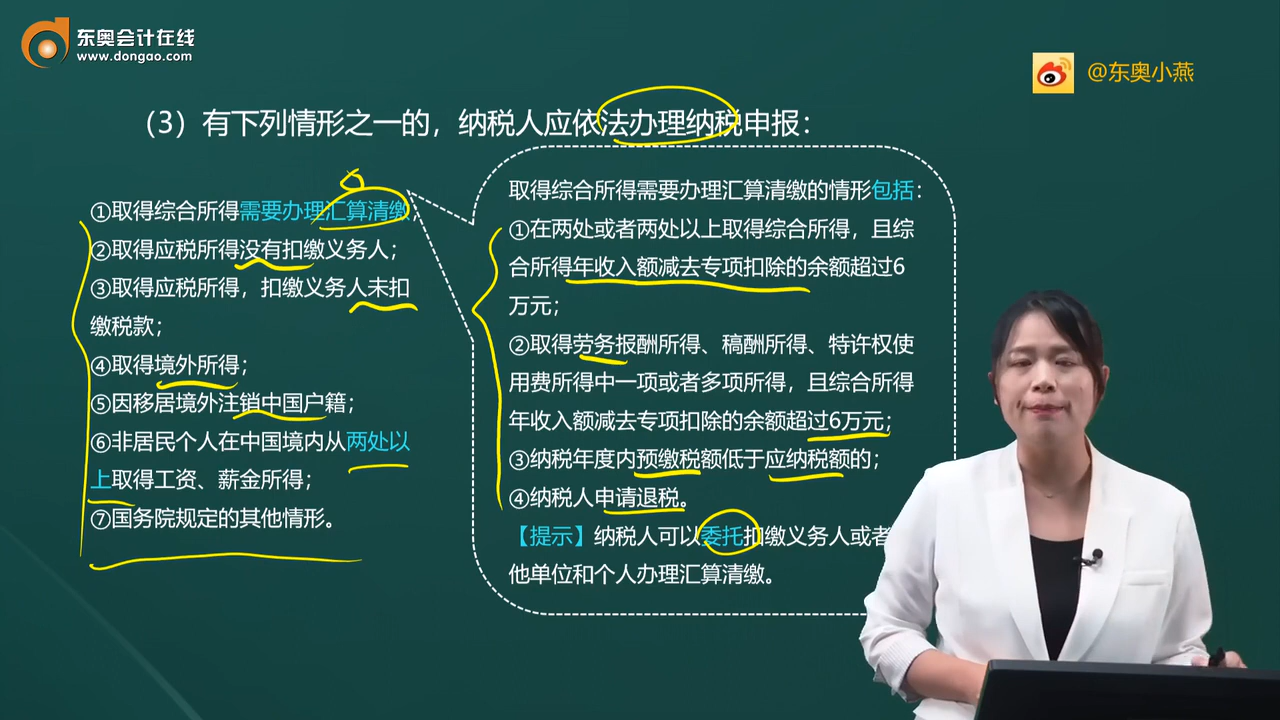 东奥会计在线
www.dongao.com
@东奥小燕
（3）有下列情形之一的，纳税人应依法办理纳税申报：
①取得综合所得需要办理汇算清缴；
②取得应税所得没有扣缴义务人；
③取得应税所得，扣缴义务人未扣
缴税款；
④取得境外所得；
⑤因移居境外注销中国户籍；
⑥非居民个人在中国境内从两处以
上取得工资、薪金所得；
⑦国务院规定的其他情形。
取得综合所得需要办理汇算清缴的情形包括：
①在两处或者两处以上取得综合所得，且综
合所得年收入额减去专项扣除的余额超过6
万元；
②取得劳务报酬所得、稿酬所得、特许权使
用费所得中一项或者多项所得，且综合所得
年收入额减去专项扣除的余额超过6万元；
③纳税年度内预缴税额低于应纳税额的；
④纳税人申请退税。
【提示】纳税人可以委托扣缴义务人或者
他单位和个人办理汇算清缴。